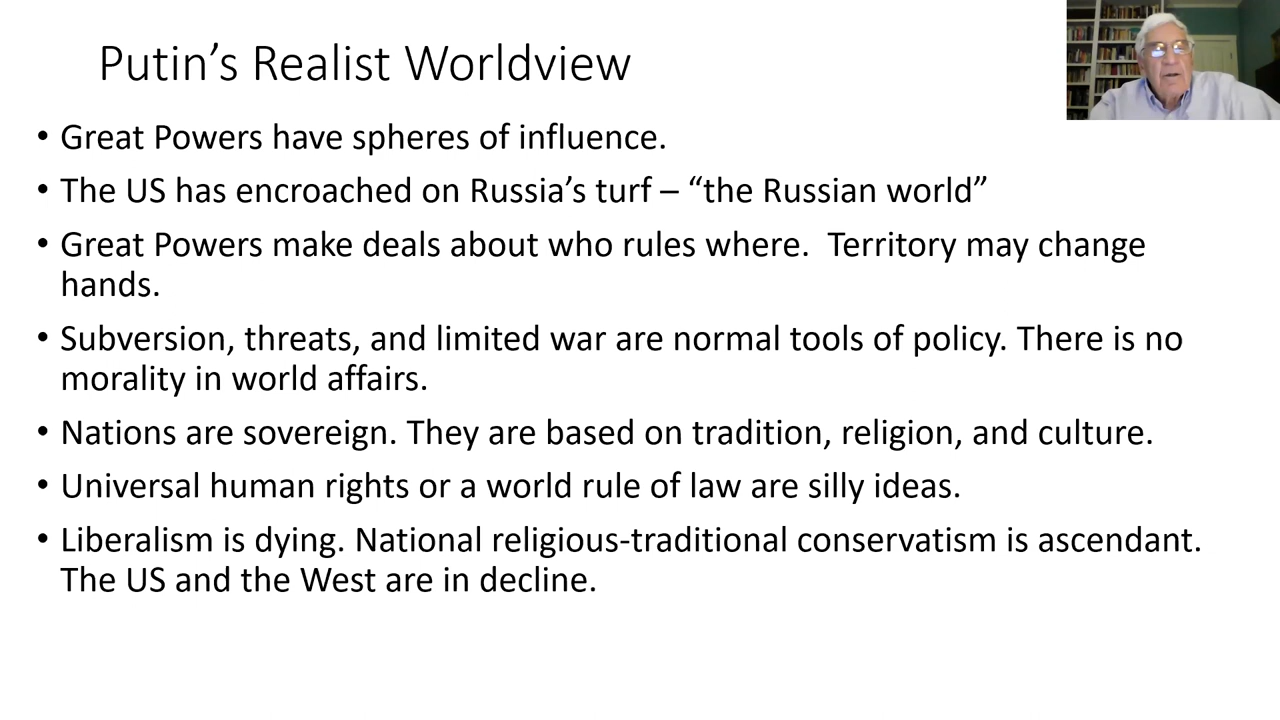 Putin’s Realist Worldview
• Great Powers have spheres of influence.
• The US has encroached on Russia’s turf – “the Russian world”
• Great Powers make deals about who rules where.  Territory may change
hands.
• Subversion, threats, and limited war are normal tools of policy. There is no
morality in world affairs.
• Nations are sovereign. They are based on tradition, religion, and culture.
• Universal human rights or a world rule of law are silly ideas.
• Liberalism is dying. National religious-traditional conservatism is ascendant.
The US and the West are in decline.